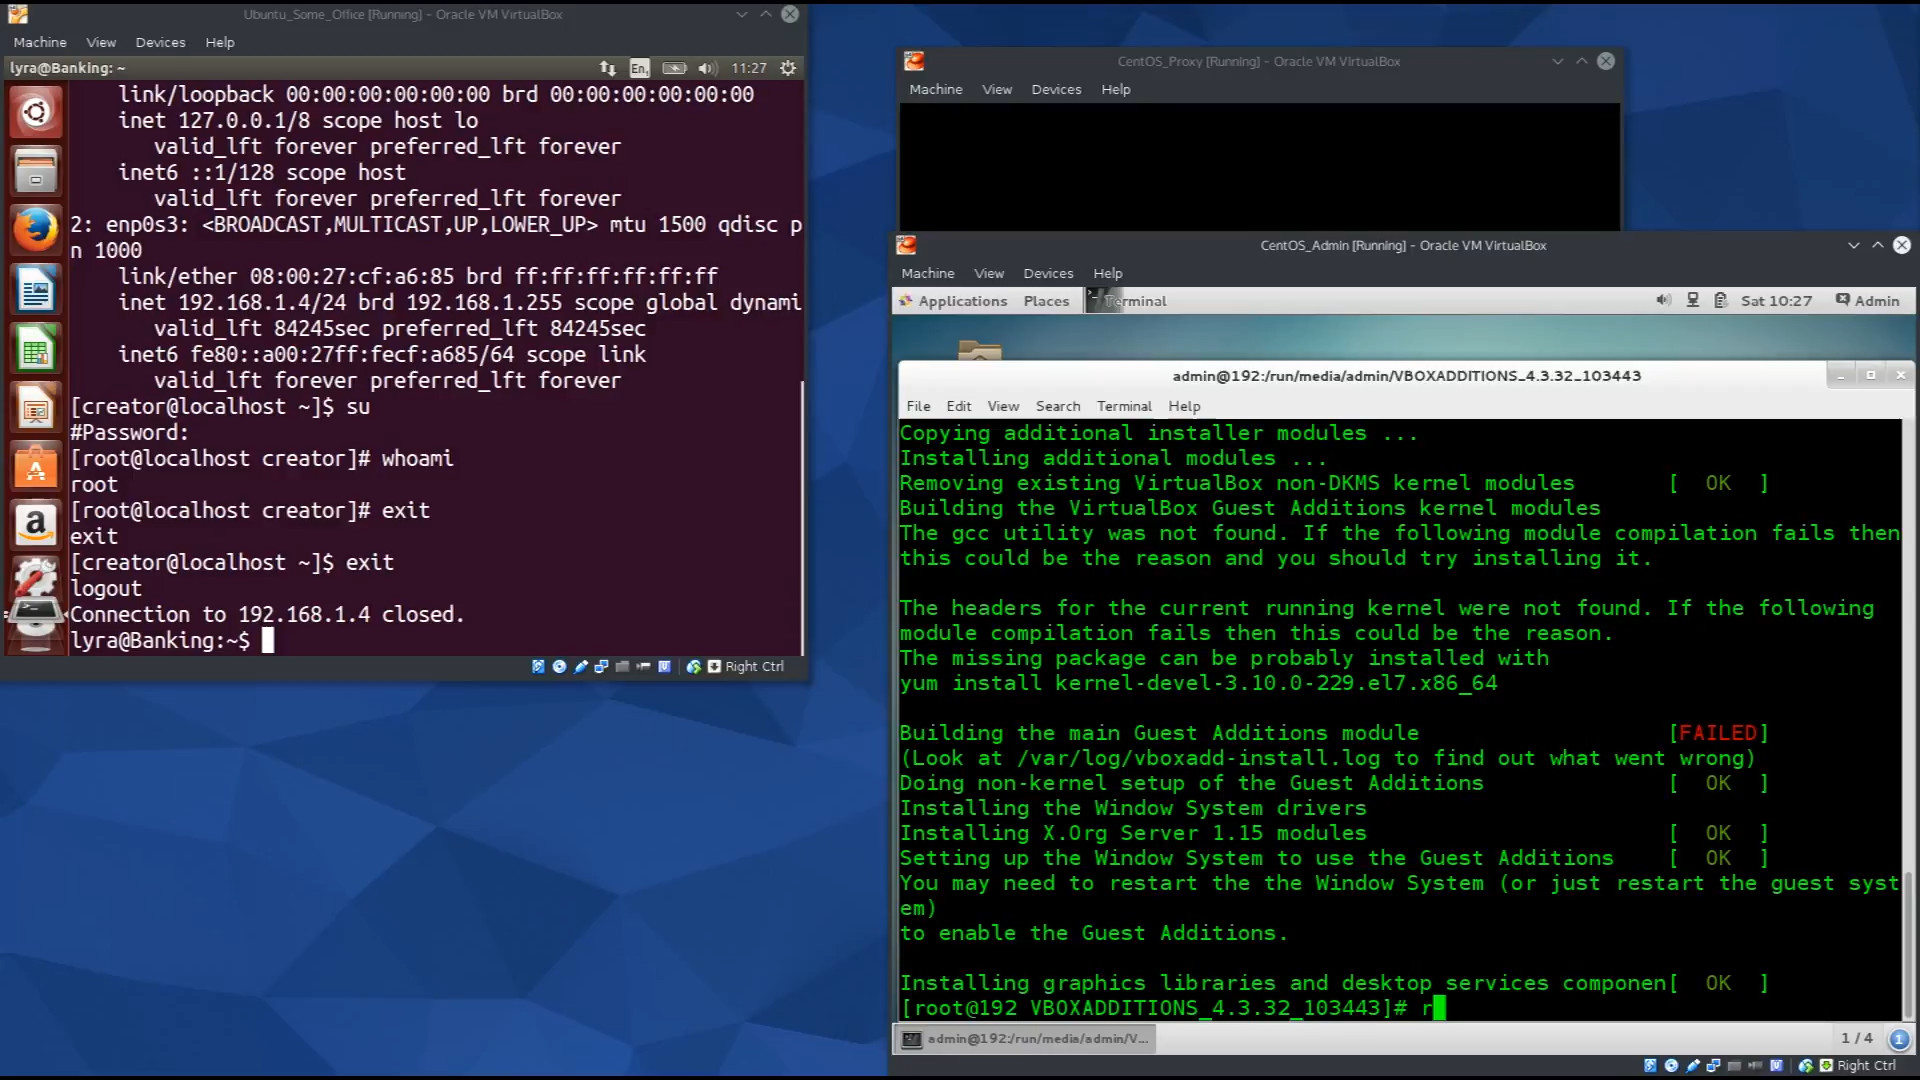 Ubuntu_Some_Office [Running] - Oracle VM VirtualBox
Machine View Devices Help
lyra@Banking: ~
En1 11:27
link/loopback 00:00:00:00:00:00 brd 00:00:00:00:00:00
inet 127.0.0.1/8 scope host lo
valid_lft forever preferred_lft forever
inet6 ::1/128 scope host
valid_lft forever preferred_lft forever
2: enp0s3: <BROADCAST,MULTICAST,UP,LOWER_UP> mtu 1500 qdisc p
n 1000
link/ether 08:00:27:cf:a6:85 brd ff:ff:ff:ff:ff:ff
inet 192.168.1.4/24 brd 192.168.1.255 scope global dynami
valid_lft 84245sec preferred_lft 84245sec
inet6 fe80::a00:27ff:fecf:a685/64 scope link
valid_lft forever preferred_lft forever
[creator@localhost ~]$ su
#Password:
[root@localhost creator]# whoami
root
[root@localhost creator]# exit
exit
[creator@localhost ~]$ exit
logout
Connection to 192.168.1.4 closed.
lyra@Banking:~$
Right Ctrl
CentOS_Proxy [Running] - Oracle VM VirtualBox
Machine View Devices Help
CentOS_Admin [Running] - Oracle VM VirtualBox
Machine View Devices Help
Applications Places Terminal Sat 10:27 Admin
admin@192:/run/media/admin/VBOXADDITIONS_4.3.32_103443
File Edit View Search Terminal Help
Copying additional installer modules ...
Installing additional modules ...
Removing existing VirtualBox non-DKMS kernel modules [ OK ]
Building the VirtualBox Guest Additions kernel modules
The gcc utility was not found. If the following module compilation fails then
this could be the reason and you should try installing it.
The headers for the current running kernel were not found. If the following
module compilation fails then this could be the reason.
The missing package can be probably installed with
yum install kernel-devel-3.10.0-229.el7.x86_64
Building the main Guest Additions module [FAILED]
(Look at /var/log/vboxadd-install.log to find out what went wrong)
Doing non-kernel setup of the Guest Additions [ OK ]
Installing the Window System drivers
Installing X.Org Server 1.15 modules [ OK ]
Setting up the Window System to use the Guest Additions [ OK ]
You may need to restart the the Window System (or just restart the guest syst
em)
to enable the Guest Additions.
Installing graphics libraries and desktop services componen[ OK ]
[root@192 VBOXADDITIONS_4.3.32_103443]# r
admin@192:/run/media/admin/V... 1 / 4 1
Right Ctrl